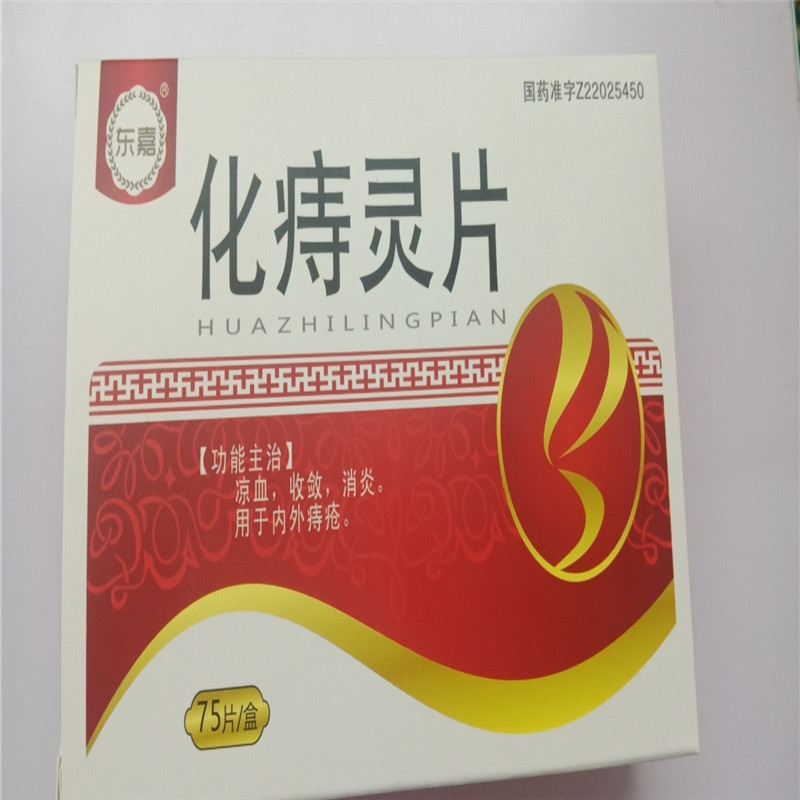 东嘉®
国药准字Z22025450
化痔灵片
HUAZHILINGPIAN
【功能主治】
凉血，收敛，消炎。
用于内外痔疮。
75片/盒